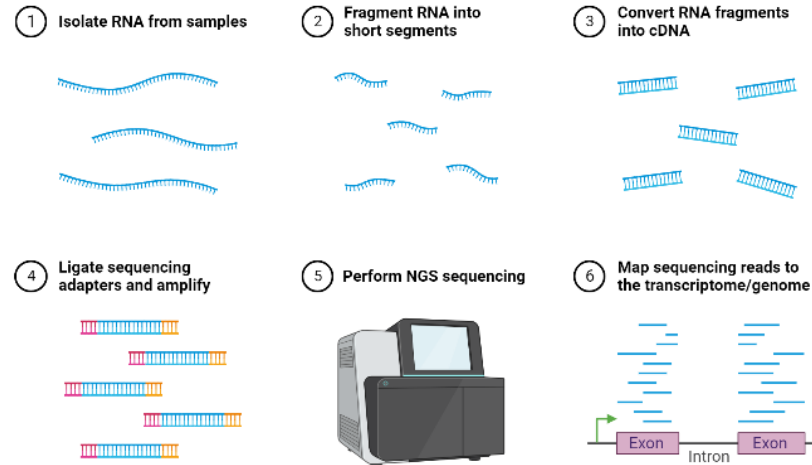 1 Isolate RNA from samples
2 Fragment RNA into
short segments
3 Convert RNA fragments
into cDNA
4 Ligate sequencing
adapters and amplify
5 Perform NGS sequencing
6 Map sequencing reads to
the transcriptome/genome
Exon
Exon
Intron